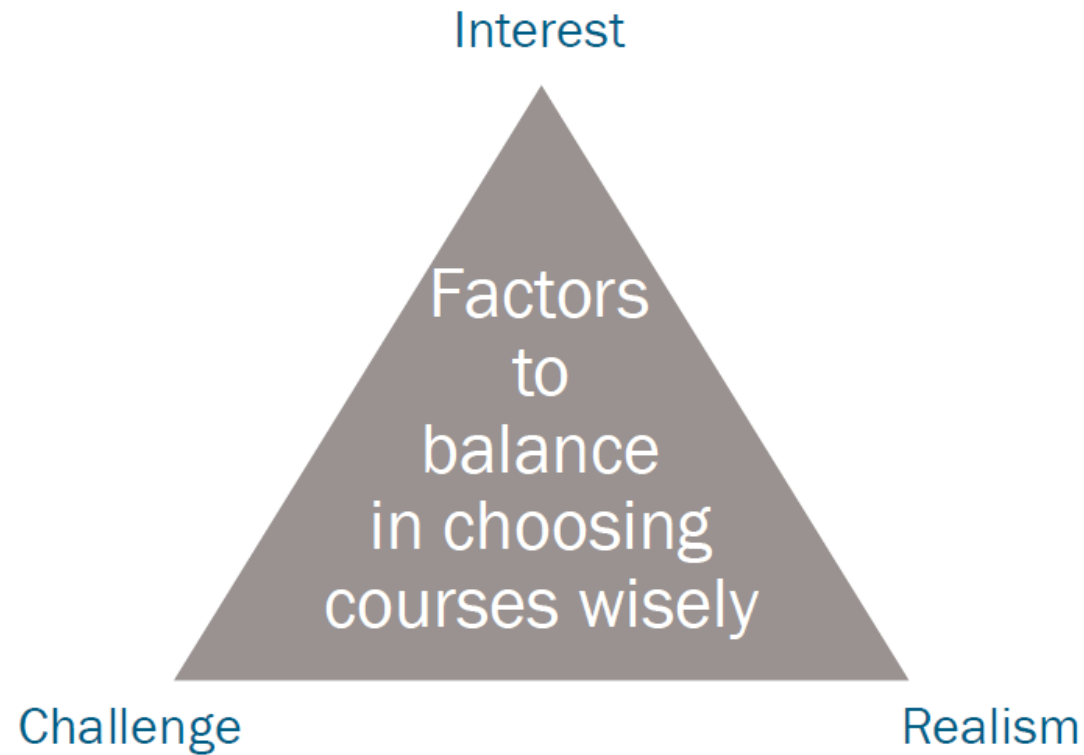 Interest
Factors
to
balance
in choosing
courses wisely
Challenge
Realism